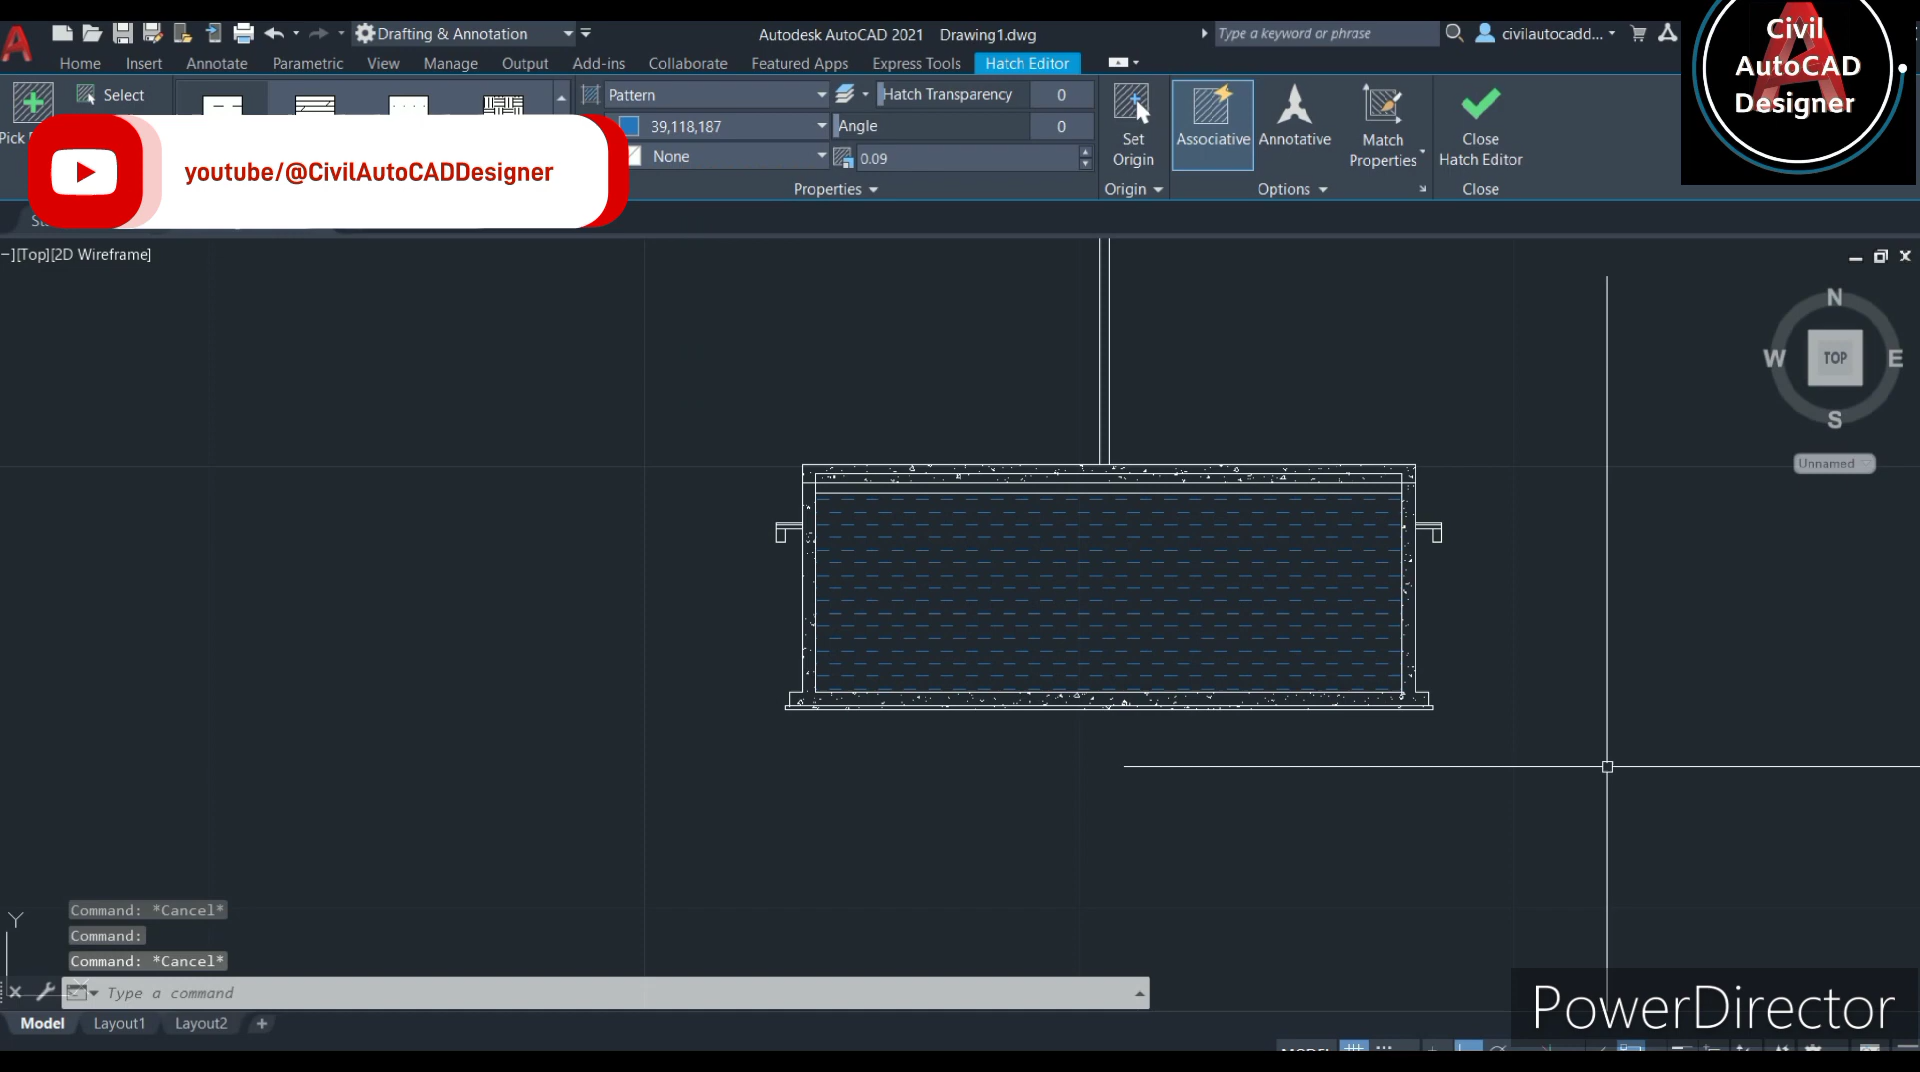 Drafting & Annotation
Autodesk AutoCAD 2021 Drawing1.dwg
Type a keyword or phrase
civilautocadd...
Civil
AutoCAD
Designer
Home Insert Annotate Parametric View Manage Output Add-ins Collaborate Featured Apps Express Tools Hatch Editor
Select
Pick
Pattern
Hatch Transparency 0
39,118,187
Angle 0
None
0.09
Properties
Set
Origin
Origin
Associative
Annotative
Match
Properties
Options
Close
Hatch Editor
Close
youtube/@CivilAutoCADDesigner
−][Top][2D Wireframe]
N
W TOP E
S
Unnamed
Y
Command: *Cancel*
Command:
Command: *Cancel*
Type a command
Model Layout1 Layout2
PowerDirector
MODEL